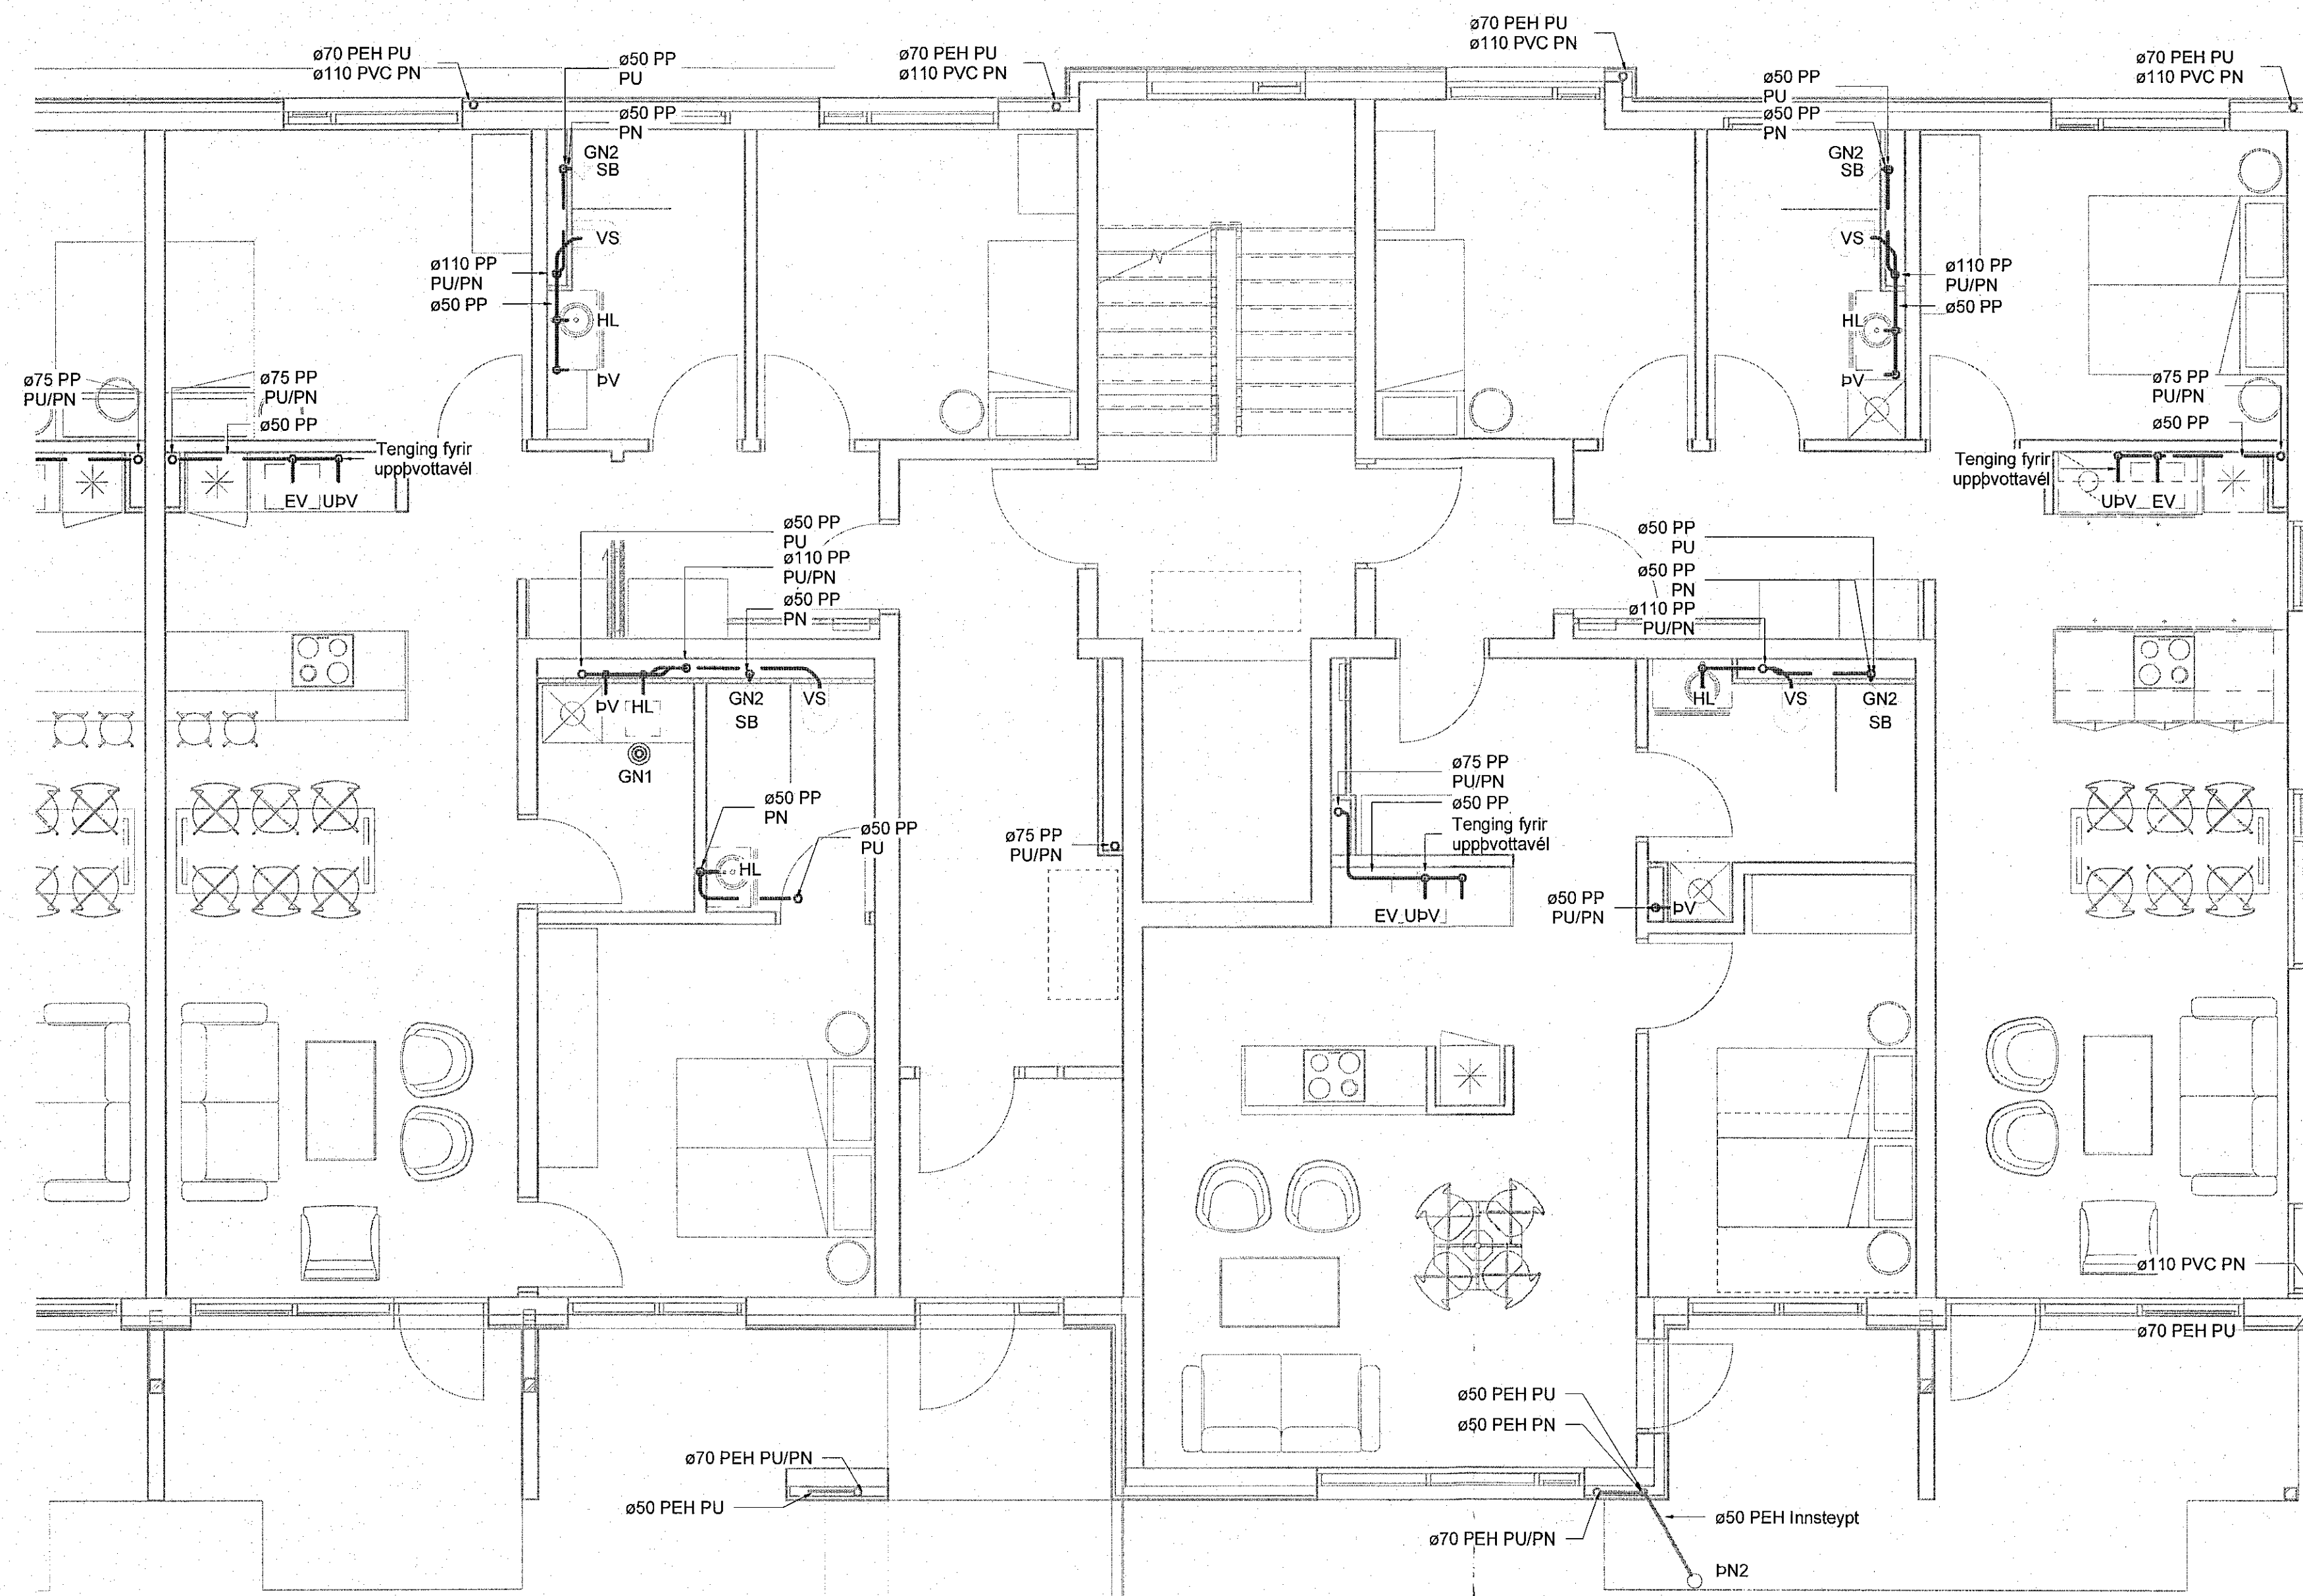 ø70 PEH PU
ø110 PVC PN
ø50 PP
PU
ø70 PEH PU
ø110 PVC PN
ø70 PEH PU
ø110 PVC PN
ø50 PP
PU
ø70 PEH PU
ø110 PVC PN
ø50 PP
PN
GN2
SB
ø50 PP
PN
GN2
SB
VS
VS
ø110 PP
PU/PN
ø50 PP
ø110 PP
PU/PN
ø50 PP
HL
HL
ÞV
ÞV
ø75 PP
PU/PN
ø75 PP
PU/PN
ø50 PP
ø75 PP
PU/PN
ø50 PP
Tenging fyrir
uppþvottavél
Tenging fyrir
uppþvottavél
EV UÞV
UÞV EV
ø50 PP
PU
ø110 PP
PU/PN
ø50 PP
PN
ø50 PP
PU
ø50 PP
PN
ø110 PP
PU/PN
ÞV HL
GN2
SB
VS
GN1
HL
VS
GN2
SB
ø50 PP
PN
ø50 PP
PU
HL
ø75 PP
PU/PN
ø75 PP
PU/PN
ø50 PP
Tenging fyrir
uppþvottavél
EV UÞV
ø50 PP
PU/PN
ÞV
ø110 PVC PN
ø70 PEH PU
ø50 PEH PU
ø50 PEH PN
ø70 PEH PU/PN
ø50 PEH PU
ø50 PEH Innsteypt
ø70 PEH PU/PN
ÞN2